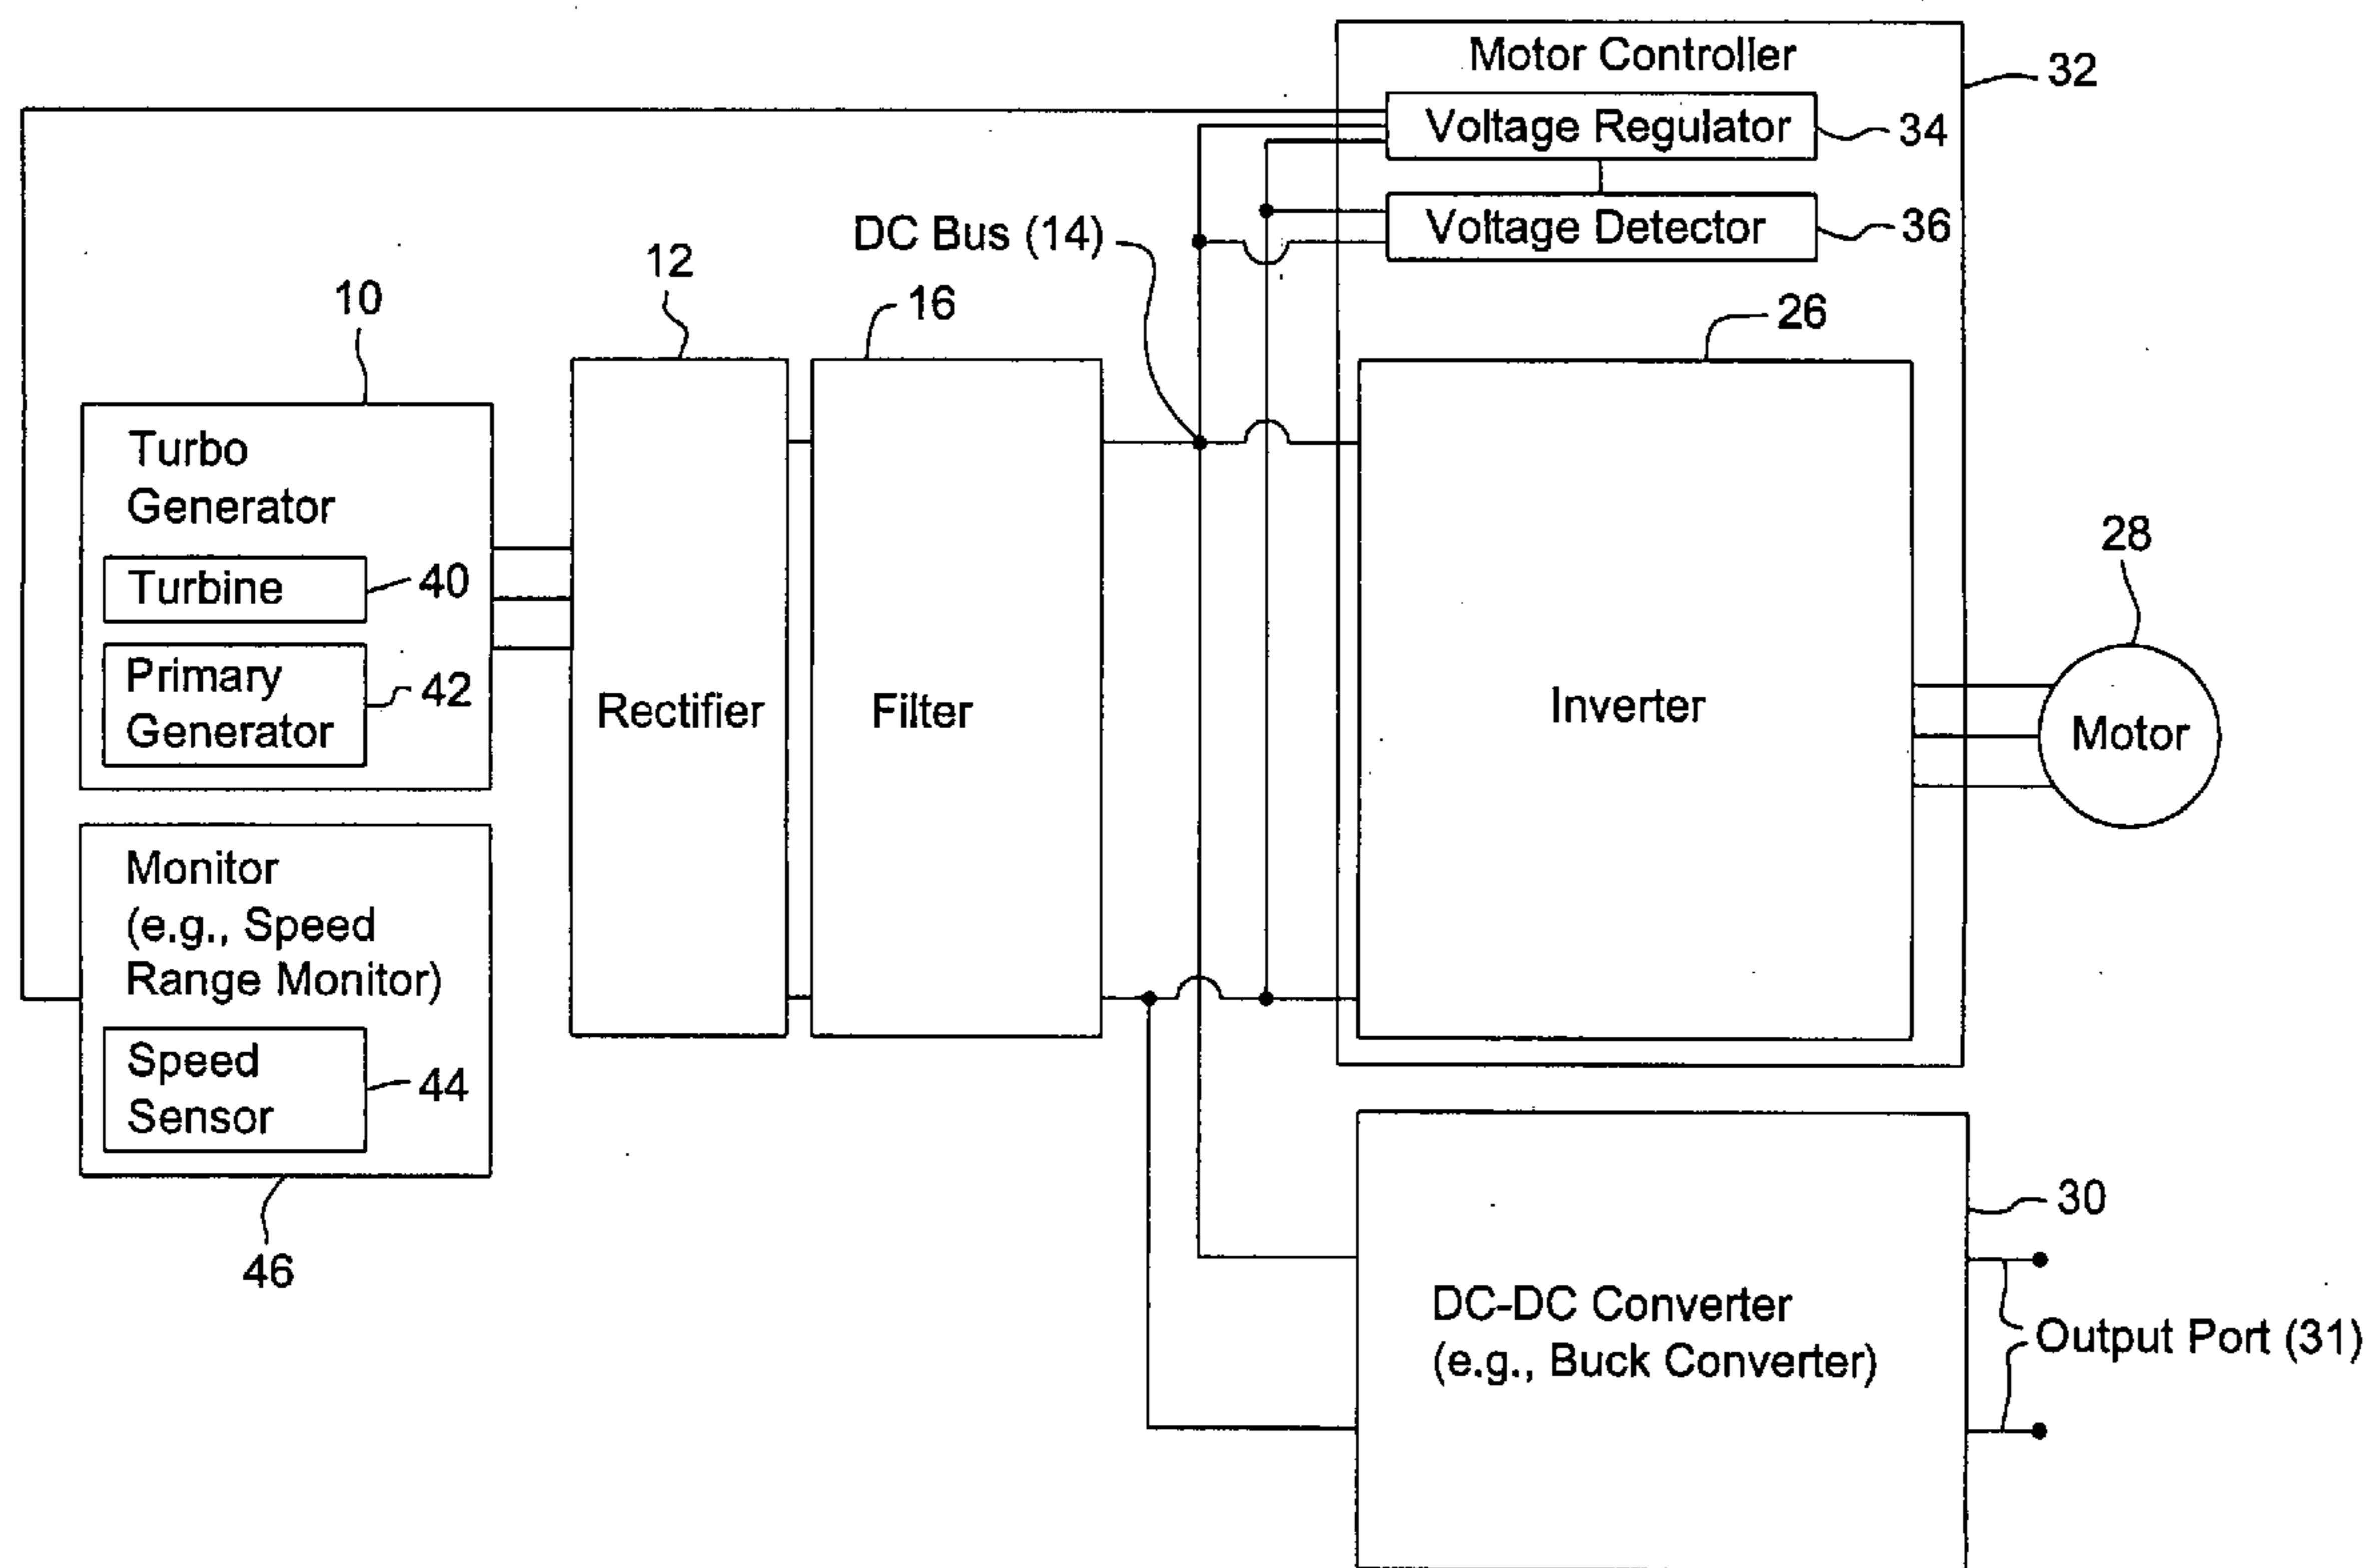 Motor Controller
32
Voltage Regulator
34
Voltage Detector
36
DC Bus (14)
12
10
16
26
Turbo
Generator
Turbine
40
Primary
Generator
42
Rectifier
Filter
Inverter
28
Motor
Monitor
(e.g., Speed
Range Monitor)
Speed
Sensor
44
46
30
DC-DC Converter
(e.g., Buck Converter)
Output Port (31)